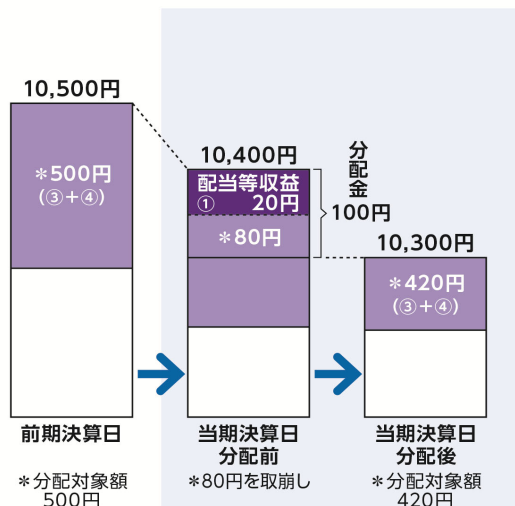 10,500円
*500円
(③+④)
前期決算日
*分配対象額
500円
10,400円
配当等収益
① 20円
*80円
分配金
100円
当期決算日
分配前
*80円を取崩し
10,300円
*420円
(③+④)
当期決算日
分配後
*分配対象額
420円